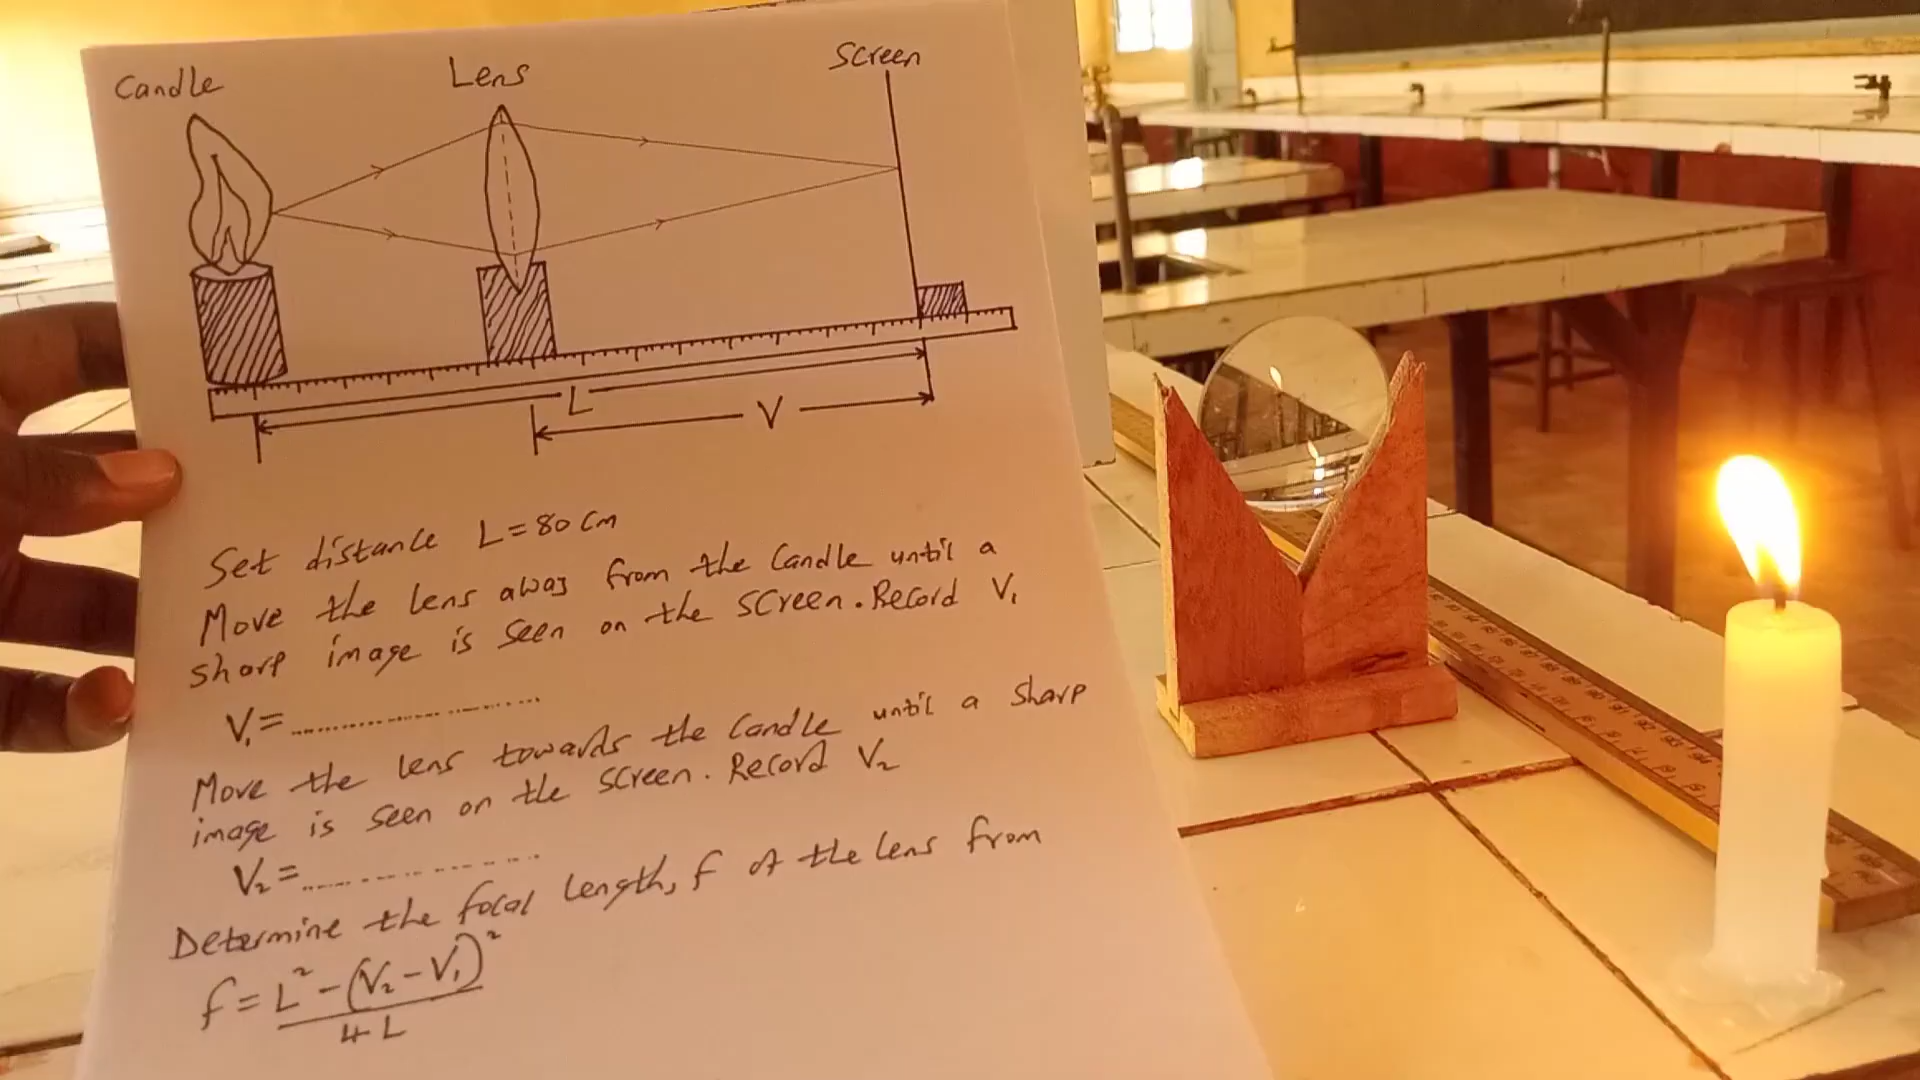 Candle
Lens
Screen
L
V
Set distance L = 80 cm
Move the lens away from the Candle until a
sharp image is seen on the screen. Record V₁
V₁ = ......................
Move the lens towards the Candle until a sharp
image is seen on the screen. Record V₂
V₂ = ......................
Determine the focal length, f of the lens from
f = L² - (V₂ - V₁)²
4L